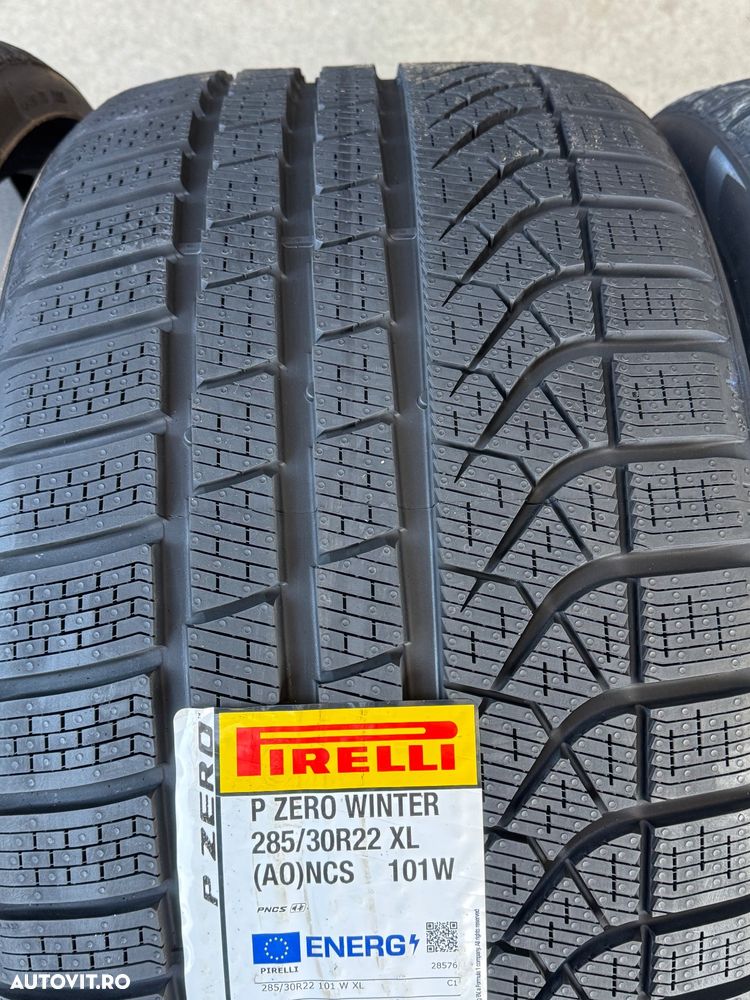 P ZERO
PIRELLI
P ZERO WINTER
285/30R22 XL
(AO)NCS 101W
PNCS
ENERG
PIRELLI 28576
285/30R22 101 W XL C1
AUTOVIT.RO